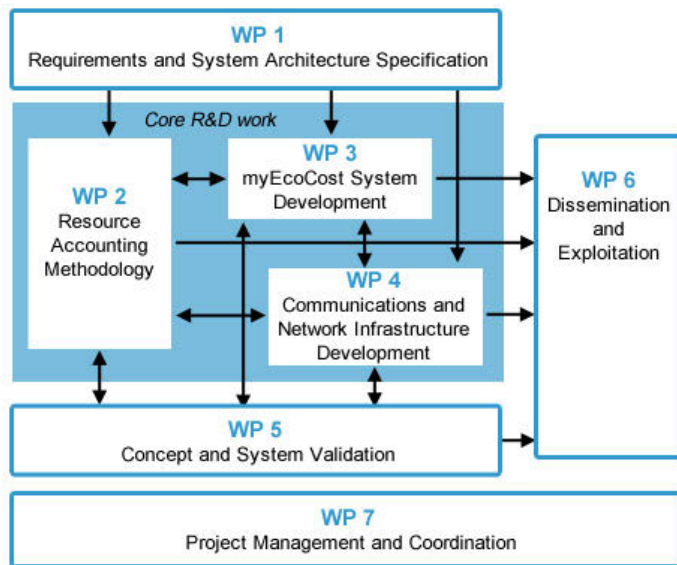 WP 1
Requirements and System Architecture Specification
Core R&D work
WP 2
Resource
Accounting
Methodology
WP 3
myEcoCost System
Development
WP 4
Communications and
Network Infrastructure
Development
WP 6
Dissemination
and
Exploitation
WP 5
Concept and System Validation
WP 7
Project Management and Coordination